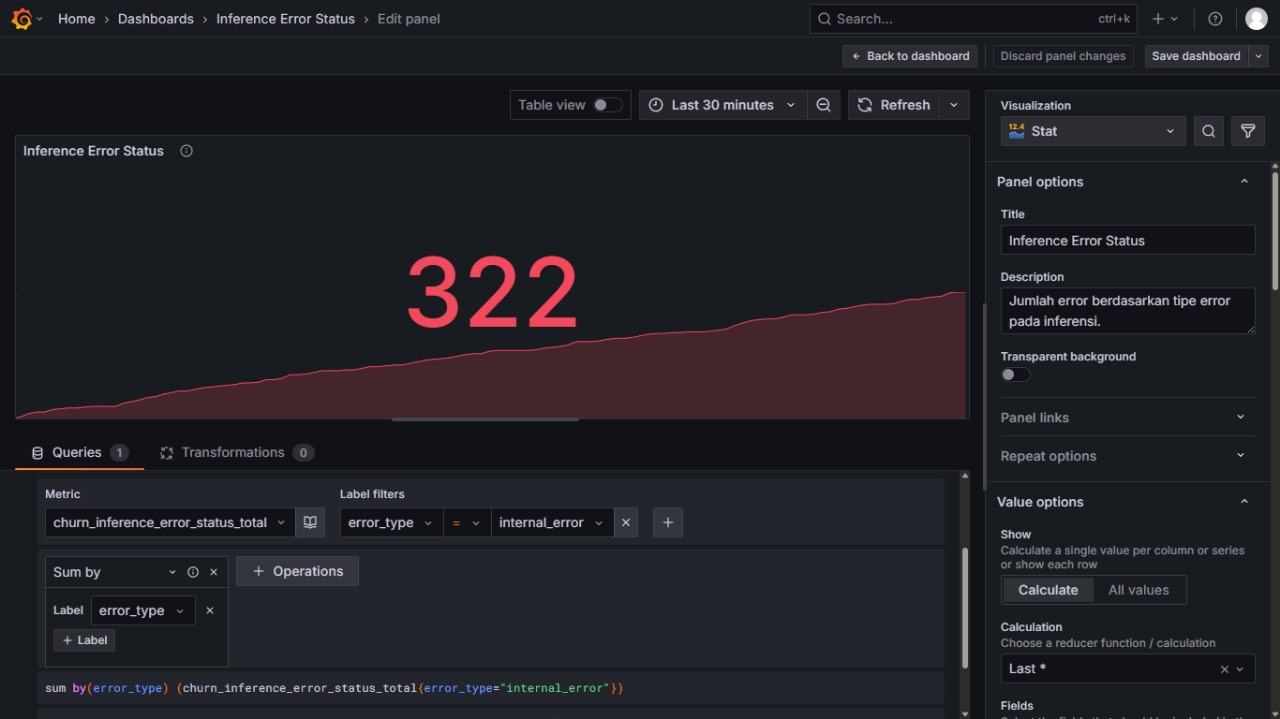 Home › Dashboards › Inference Error Status › Edit panel
Search...
ctrl+k
Back to dashboard
Discard panel changes
Save dashboard
Table view
Last 30 minutes
Refresh
Inference Error Status
322
Queries 1
Transformations 0
Metric
Label filters
churn_inference_error_status_total
error_type
=
internal_error
Sum by
+ Operations
Label error_type
+ Label
sum by(error_type) (churn_inference_error_status_total{error_type="internal_error"})
Visualization
12.4
Stat
Panel options
Title
Inference Error Status
Description
Jumlah error berdasarkan tipe error
pada inferensi.
Transparent background
Panel links
Repeat options
Value options
Show
Calculate a single value per column or series
or show each row
Calculate
All values
Calculation
Choose a reducer function / calculation
Last *
Fields